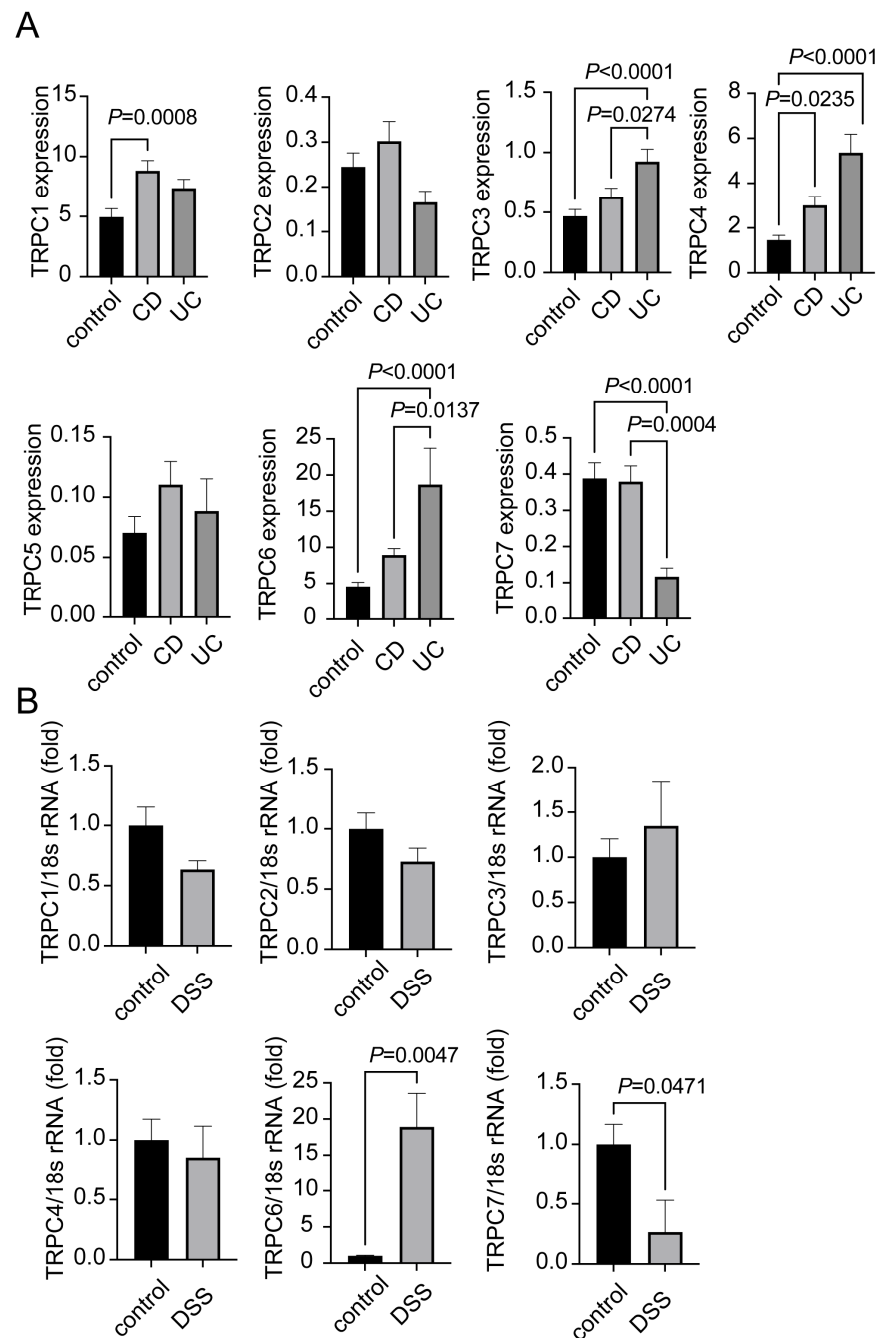 A
TRPC1 expression
15
10
5
0
P=0.0008
control
CD
UC
TRPC2 expression
0.4
0.3
0.2
0.1
0.0
control
CD
UC
TRPC3 expression
1.5
1.0
0.5
0.0
P<0.0001
P=0.0274
control
CD
UC
TRPC4 expression
8
6
4
2
0
P<0.0001
P=0.0235
control
CD
UC
TRPC5 expression
0.15
0.10
0.05
0.00
control
CD
UC
TRPC6 expression
25
20
15
10
5
0
P<0.0001
P=0.0137
control
CD
UC
TRPC7 expression
0.5
0.4
0.3
0.2
0.1
0.0
P<0.0001
P=0.0004
control
CD
UC
B
TRPC1/18s rRNA (fold)
1.5
1.0
0.5
0.0
control
DSS
TRPC2/18s rRNA (fold)
1.5
1.0
0.5
0.0
control
DSS
TRPC3/18s rRNA (fold)
2.0
1.5
1.0
0.5
0.0
control
DSS
TRPC4/18s rRNA (fold)
1.5
1.0
0.5
0.0
control
DSS
TRPC6/18s rRNA (fold)
25
20
15
10
5
0
P=0.0047
control
DSS
TRPC7/18s rRNA (fold)
1.5
1.0
0.5
0.0
P=0.0471
control
DSS